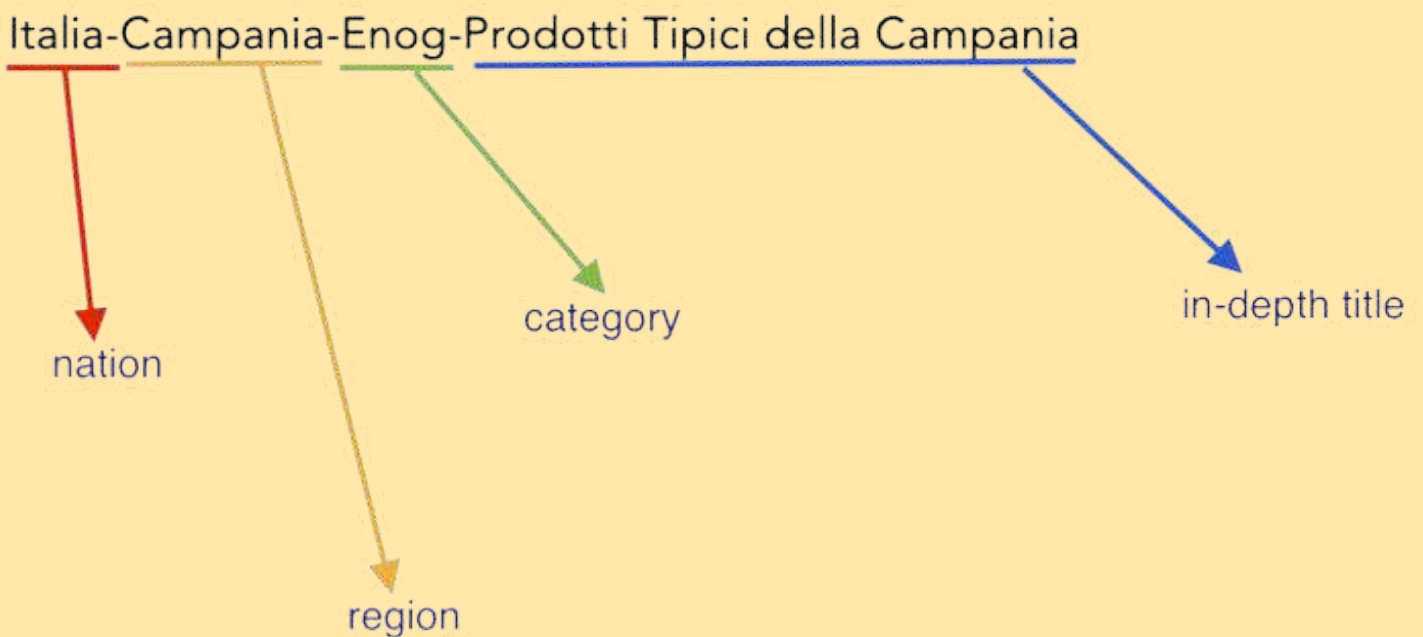 Italia-Campania-Enog-Prodotti Tipici della Campania
in-depth title
category
nation
region